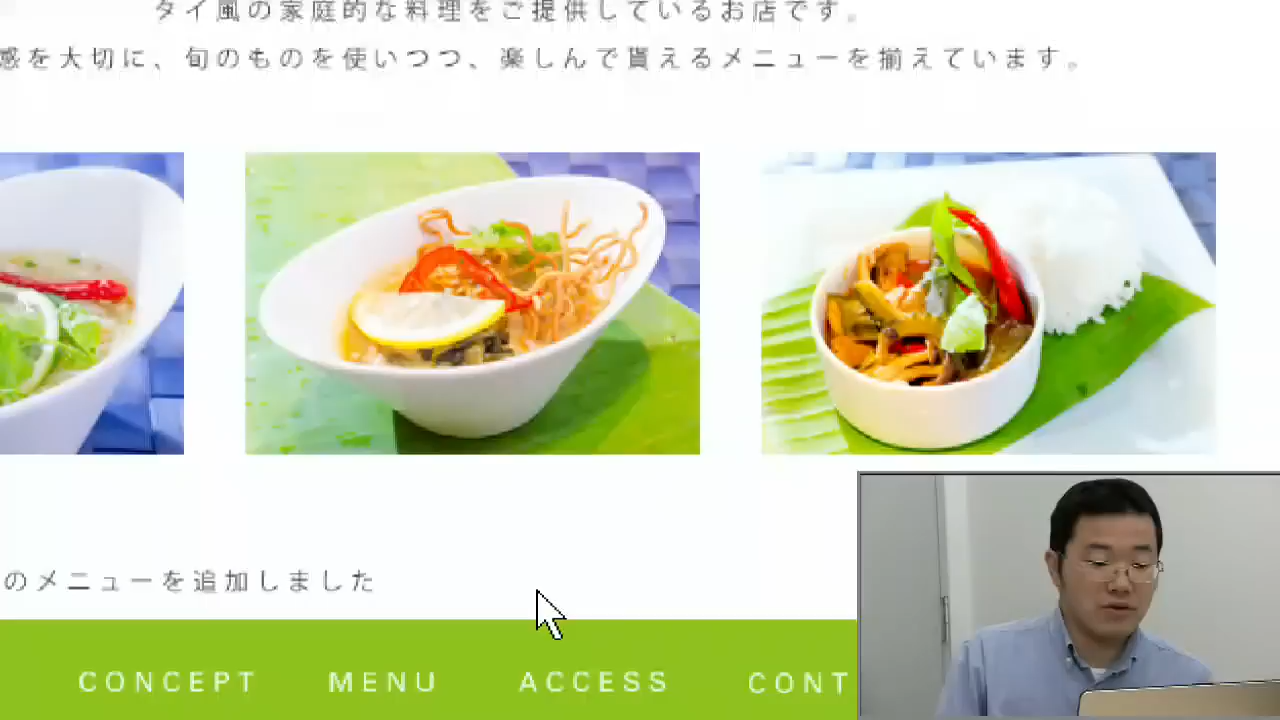 タイ風の家庭的な料理をご提供しているお店です。
感を大切に、旬のものを使いつつ、楽しんで貰えるメニューを揃えています。
のメニューを追加しました
CONCEPT MENU ACCESS CONT